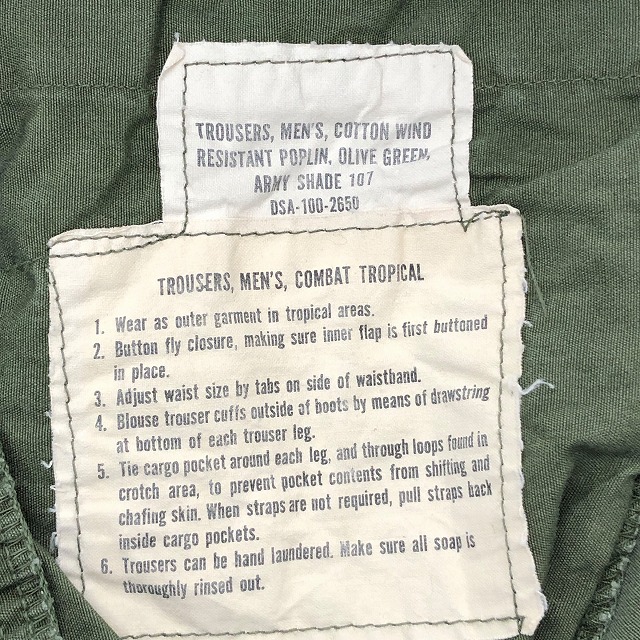 TROUSERS, MEN'S, COTTON WIND
RESISTANT POPLIN, OLIVE GREEN,
ARMY SHADE 107
DSA-100-2650
TROUSERS, MEN'S, COMBAT TROPICAL
1. Wear as outer garment in tropical areas.
2. Button fly closure, making sure inner flap is first buttoned
in place.
3. Adjust waist size by tabs on side of waistband.
4. Blouse trouser cuffs outside of boots by means of drawstring
at bottom of each trouser leg.
5. Tie cargo pocket around each leg, and through loops found in
crotch area, to prevent pocket contents from shifting and
chafing skin. When straps are not required, pull straps back
inside cargo pockets.
6. Trousers can be hand laundered. Make sure all soap is
thoroughly rinsed out.